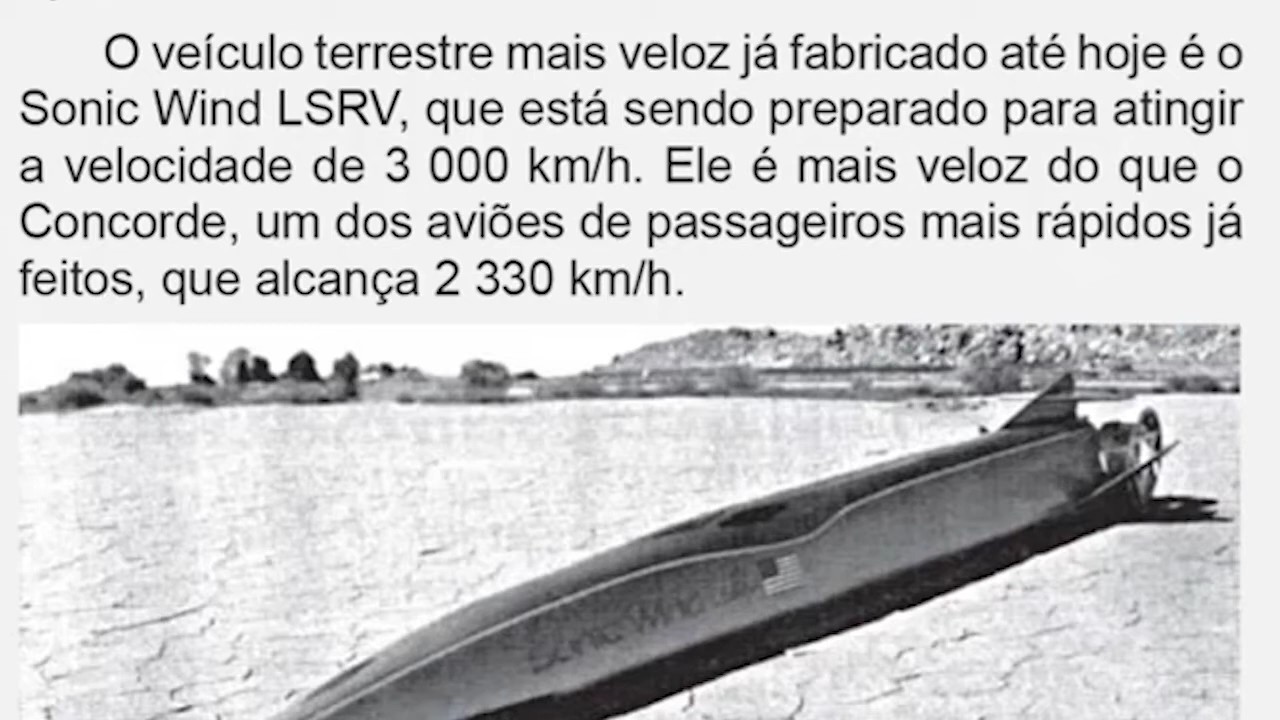 O veículo terrestre mais veloz já fabricado até hoje é o
Sonic Wind LSRV, que está sendo preparado para atingir
a velocidade de 3 000 km/h. Ele é mais veloz do que o
Concorde, um dos aviões de passageiros mais rápidos já
feitos, que alcança 2 330 km/h.
Sonic Wind